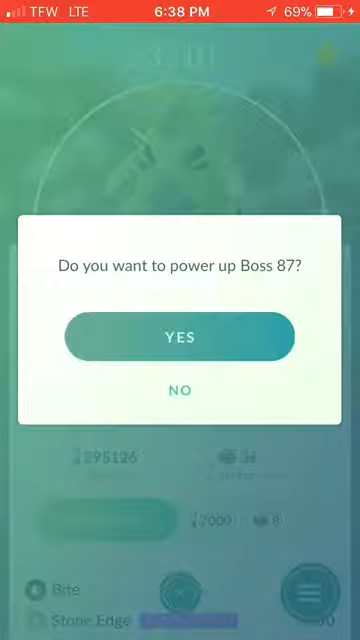 TFW LTE 6:38 PM 69%
Do you want to power up Boss 87?
YES
NO
295126
7000 8
Bite
Stone Edge